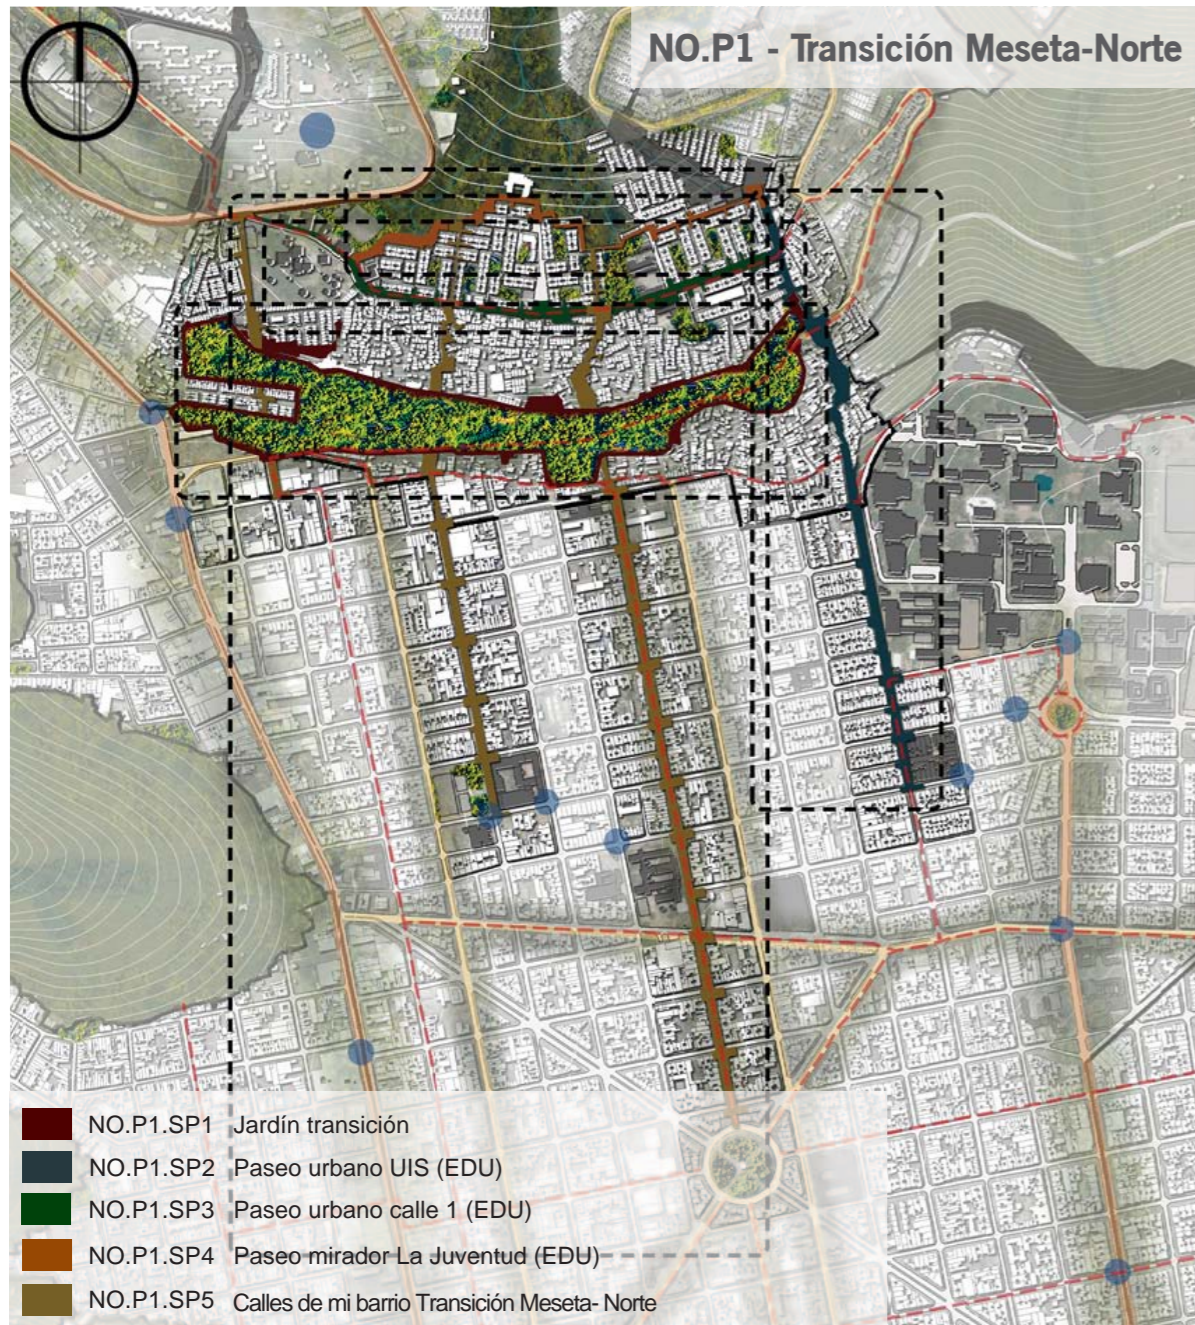 NO.P1 - Transición Meseta-Norte
NO.P1.SP1 Jardín transición
NO.P1.SP2 Paseo urbano UIS (EDU)
NO.P1.SP3 Paseo urbano calle 1 (EDU)
NO.P1.SP4 Paseo mirador La Juventud (EDU)
NO.P1.SP5 Calles de mi barrio Transición Meseta- Norte